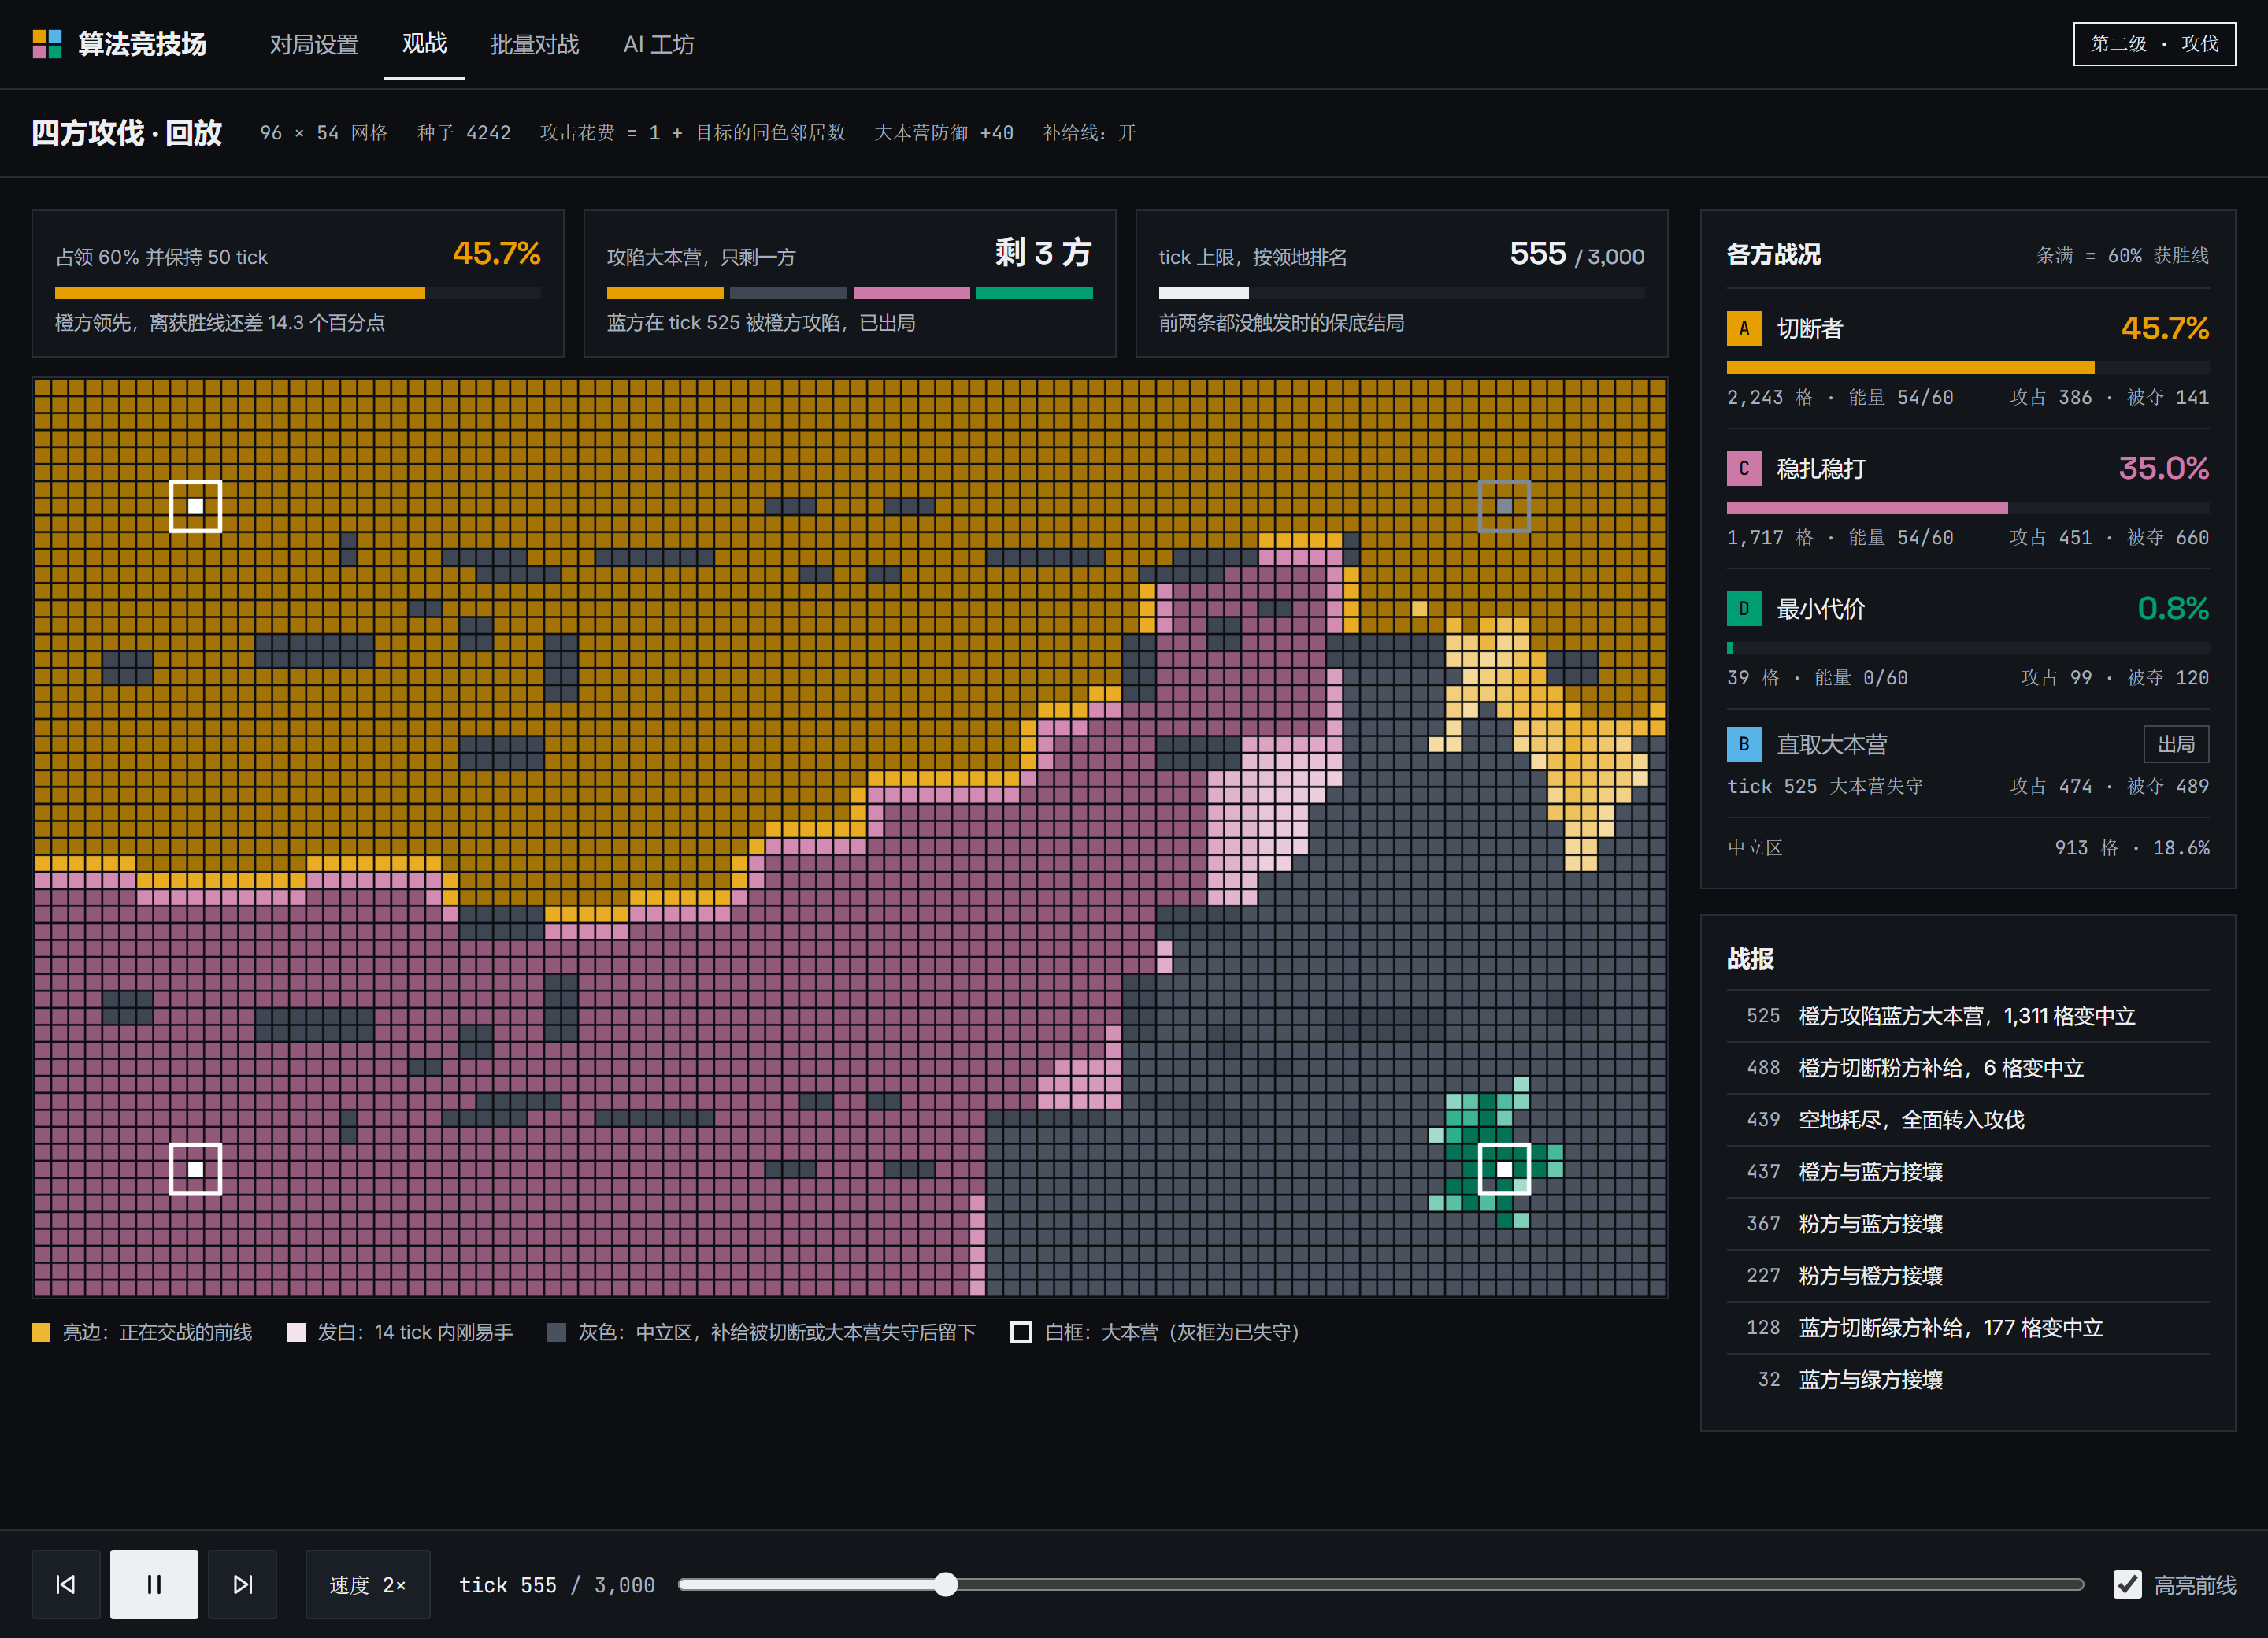 算法竞技场
对局设置 观战 批量对战 AI 工坊
第二级 · 攻伐
四方攻伐 · 回放
96 × 54 网格 种子 4242 攻击花费 = 1 + 目标的同色邻居数 大本营防御 +40 补给线: 开
占领 60% 并保持 50 tick 45.7%
橙方领先，离获胜线还差 14.3 个百分点
攻陷大本营，只剩一方 剩 3 方
蓝方在 tick 525 被橙方攻陷，已出局
tick 上限，按领地排名 555 / 3,000
前两条都没触发时的保底结局
亮边：正在交战的前线 发白：14 tick 内刚易手 灰色：中立区，补给被切断或大本营失守后留下 白框：大本营（灰框为已失守）
各方战况 条满 = 60% 获胜线
A 切断者 45.7%
2,243 格 · 能量 54/60 攻占 386 · 被夺 141
C 稳扎稳打 35.0%
1,717 格 · 能量 54/60 攻占 451 · 被夺 660
D 最小代价 0.8%
39 格 · 能量 0/60 攻占 99 · 被夺 120
B 直取大本营 出局
tick 525 大本营失守 攻占 474 · 被夺 489
中立区 913 格 · 18.6%
战报
525 橙方攻陷蓝方大本营，1,311 格变中立
488 橙方切断粉方补给，6 格变中立
439 空地耗尽，全面转入攻伐
437 橙方与蓝方接壤
367 粉方与蓝方接壤
227 粉方与橙方接壤
128 蓝方切断绿方补给，177 格变中立
32 蓝方与绿方接壤
速度 2× tick 555 / 3,000 高亮前线